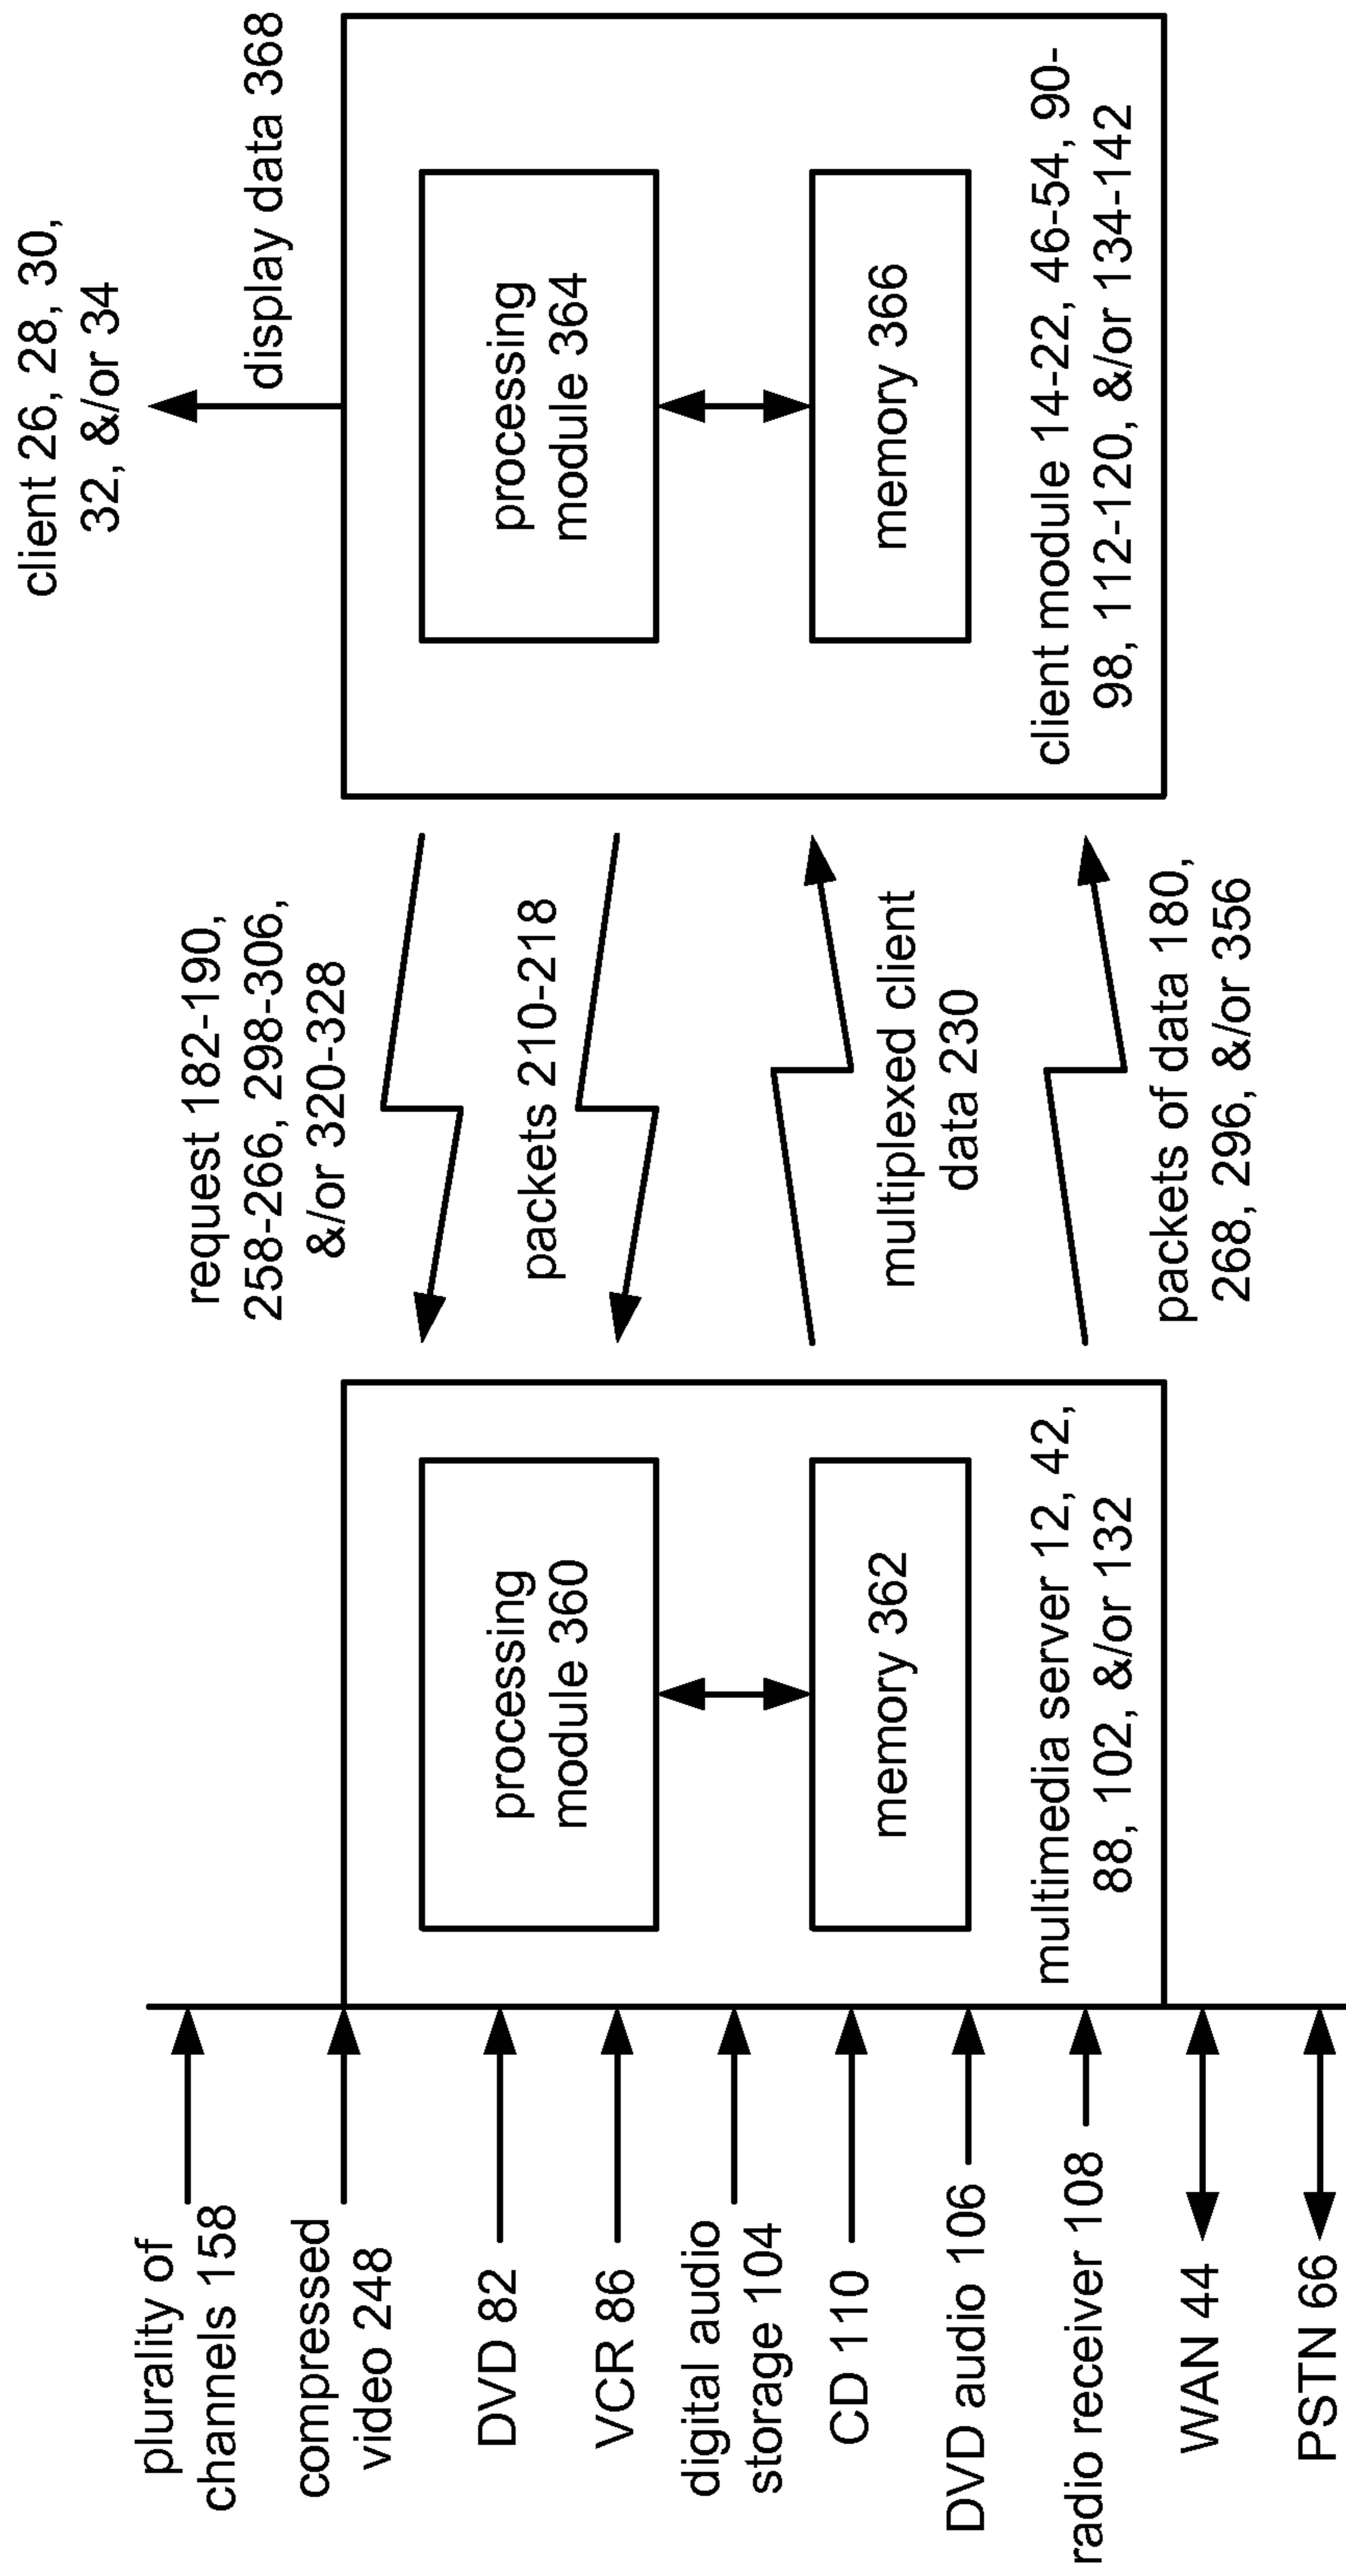 plurality of
channels 158
compressed
video 248
DVD 82
VCR 86
digital audio
storage 104
CD 110
DVD audio 106
radio receiver 108
WAN 44
PSTN 66
processing
module 360
memory 362
multimedia server 12, 42,
88, 102, &/or 132
request 182-190,
258-266, 298-306,
&/or 320-328
packets 210-218
multiplexed client
data 230
packets of data 180,
268, 296, &/or 356
client 26, 28, 30,
32, &/or 34
display data 368
processing
module 364
memory 366
client module 14-22, 46-54, 90-
98, 112-120, &/or 134-142